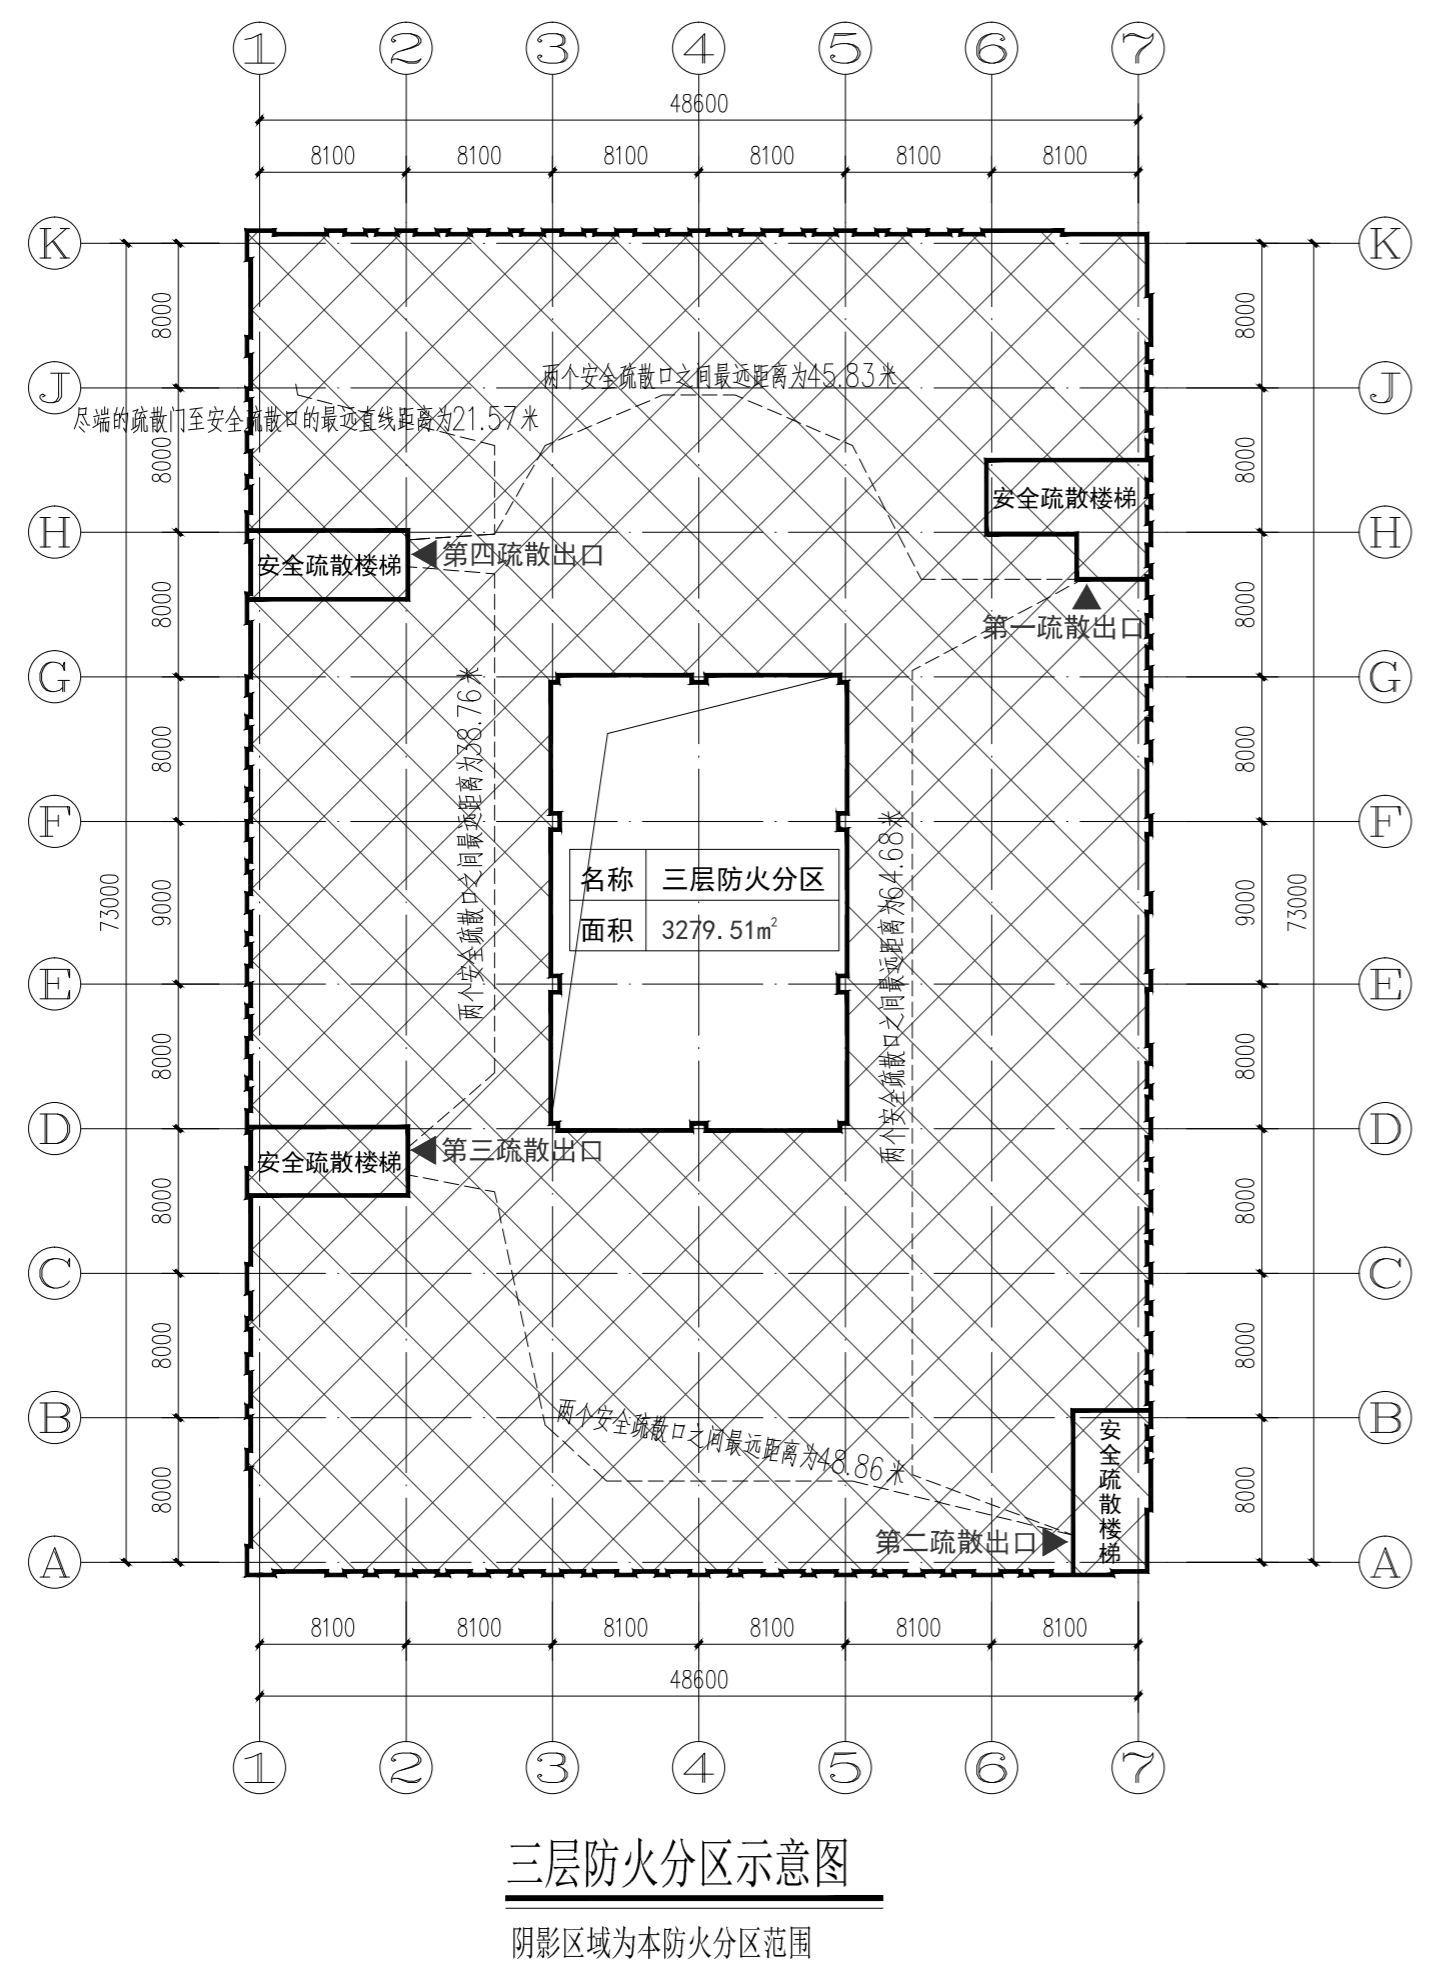 1 2 3 4 5 6 7
48600
8100 8100 8100 8100 8100 8100
K K
8000 8000
两个安全疏散口之间最远距离为45.83米
J J
尽端的疏散门至安全疏散口的最远直线距离为21.57米
8000 8000
安全疏散楼梯
H H
安全疏散楼梯
第四疏散出口
8000 8000
第一疏散出口
G G
两个安全疏散口之间最远距离为38.76米
8000 8000
F F
两个安全疏散口之间最远距离为64.68米
名称 三层防火分区
面积 3279.51m²
73000 9000 9000 73000
E E
8000 8000
D D
第三疏散出口
安全疏散楼梯
8000 8000
C C
8000 8000
两个安全疏散口之间最远距离为48.86米
B B
安全疏散楼梯
8000 8000
第二疏散出口
A A
8100 8100 8100 8100 8100 8100
48600
1 2 3 4 5 6 7
三层防火分区示意图
阴影区域为本防火分区范围